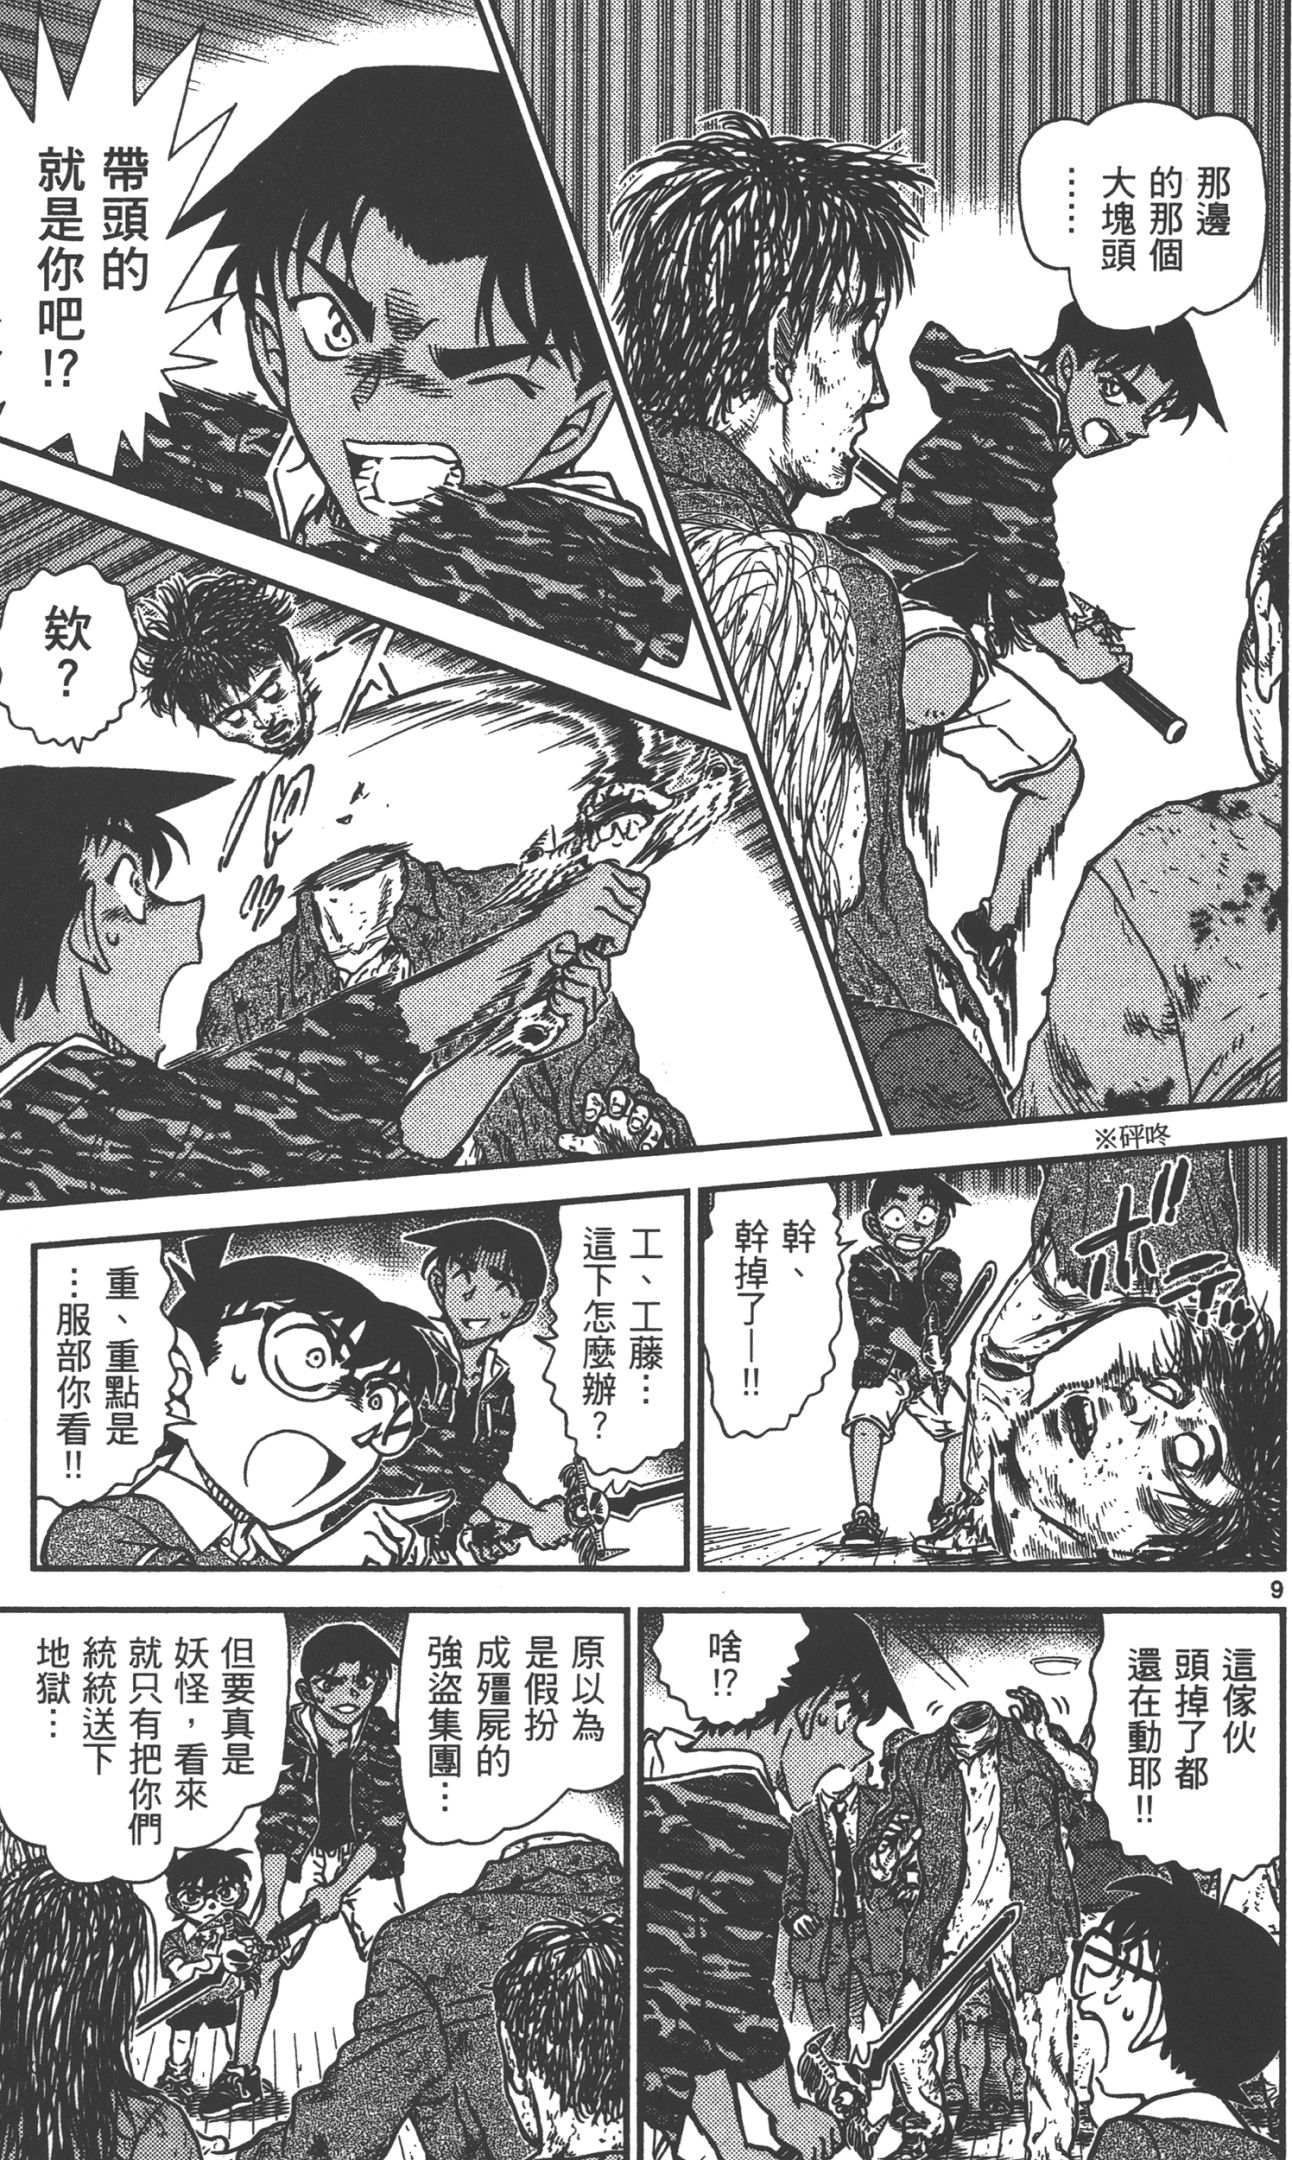 那邊
的那個
大塊頭
……
帶頭的
就是你吧!?
欸?
※砰咚
ボデッ!!
幹、
幹掉了—!!
工、工藤…
這下怎麼辦?
重、重點是
…服部你看!!
9
這傢伙
頭掉了都
還在動耶!!
啥!?
原以為
是假扮
成殭屍的
強盜集團…
但要真是
妖怪，看來
就只有把你們
統統送下
地獄…